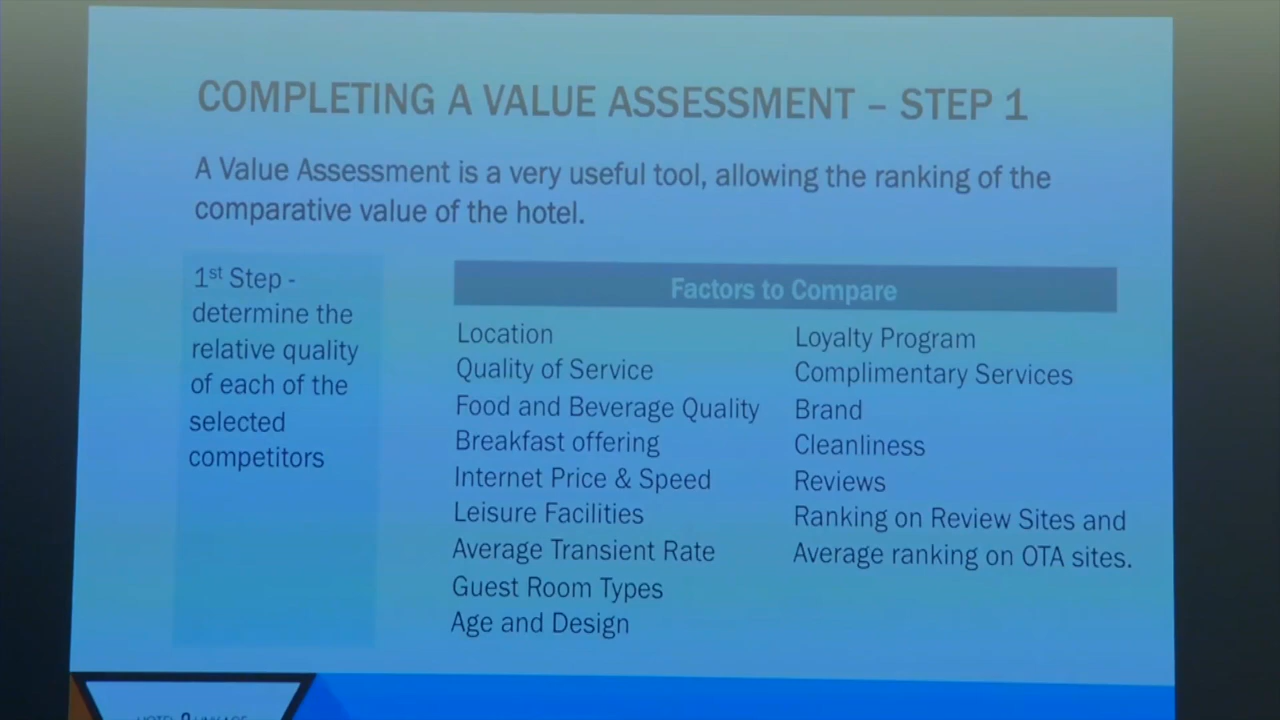 COMPLETING A VALUE ASSESSMENT – STEP 1
A Value Assessment is a very useful tool, allowing the ranking of the
comparative value of the hotel.
1st Step -
determine the
relative quality
of each of the
selected
competitors
Factors to Compare
Location
Quality of Service
Food and Beverage Quality
Breakfast offering
Internet Price & Speed
Leisure Facilities
Average Transient Rate
Guest Room Types
Age and Design
Loyalty Program
Complimentary Services
Brand
Cleanliness
Reviews
Ranking on Review Sites and
Average ranking on OTA sites.